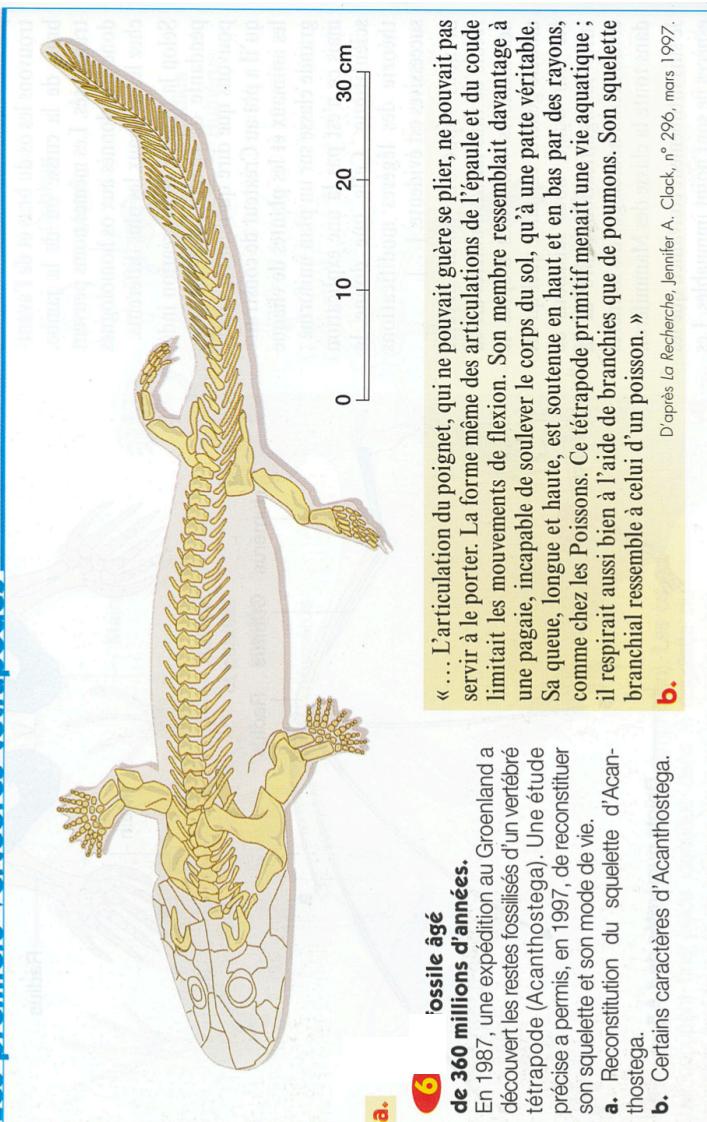 a.
0 10 20 30 cm
6
ossile âgé
de 360 millions d'années.
En 1987, une expédition au Groenland a
découvert les restes fossilisés d'un vertébré
tétrapode (Acanthostega). Une étude
précise a permis, en 1997, de reconstituer
son squelette et son mode de vie.
a. Reconstitution du squelette d'Acan-
thostega.
b. Certains caractères d'Acanthostega.
« … L'articulation du poignet, qui ne pouvait guère se plier, ne pouvait pas
servir à le porter. La forme même des articulations de l'épaule et du coude
limitait les mouvements de flexion. Son membre ressemblait davantage à
une pagaie, incapable de soulever le corps du sol, qu'à une patte véritable.
Sa queue, longue et haute, est soutenue en haut et en bas par des rayons,
comme chez les Poissons. Ce tétrapode primitif menait une vie aquatique ;
il respirait aussi bien à l'aide de branchies que de poumons. Son squelette
branchial ressemble à celui d'un poisson. »
b.
D'après La Recherche, Jennifer A. Clack, n° 296, mars 1997.